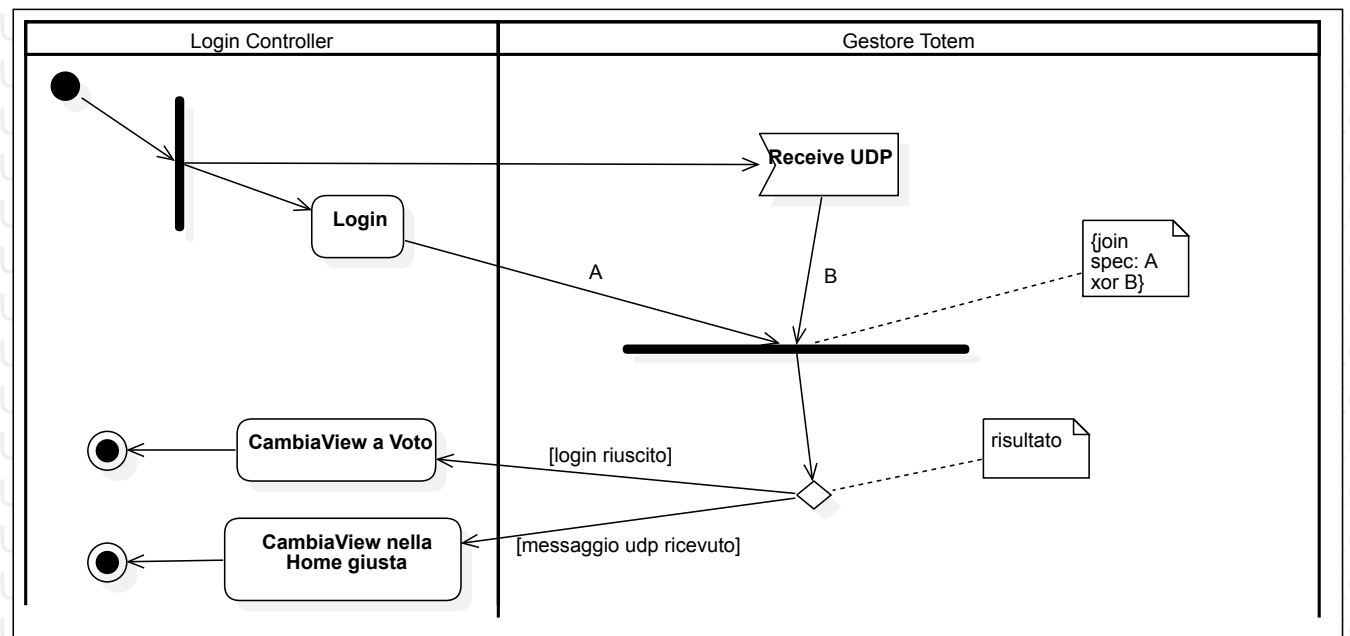 Login Controller
Gestore Totem
Receive UDP
Login
{join
spec: A
xor B}
A
B
CambiaView a Voto
[login riuscito]
risultato
CambiaView nella
Home giusta
[messaggio udp ricevuto]